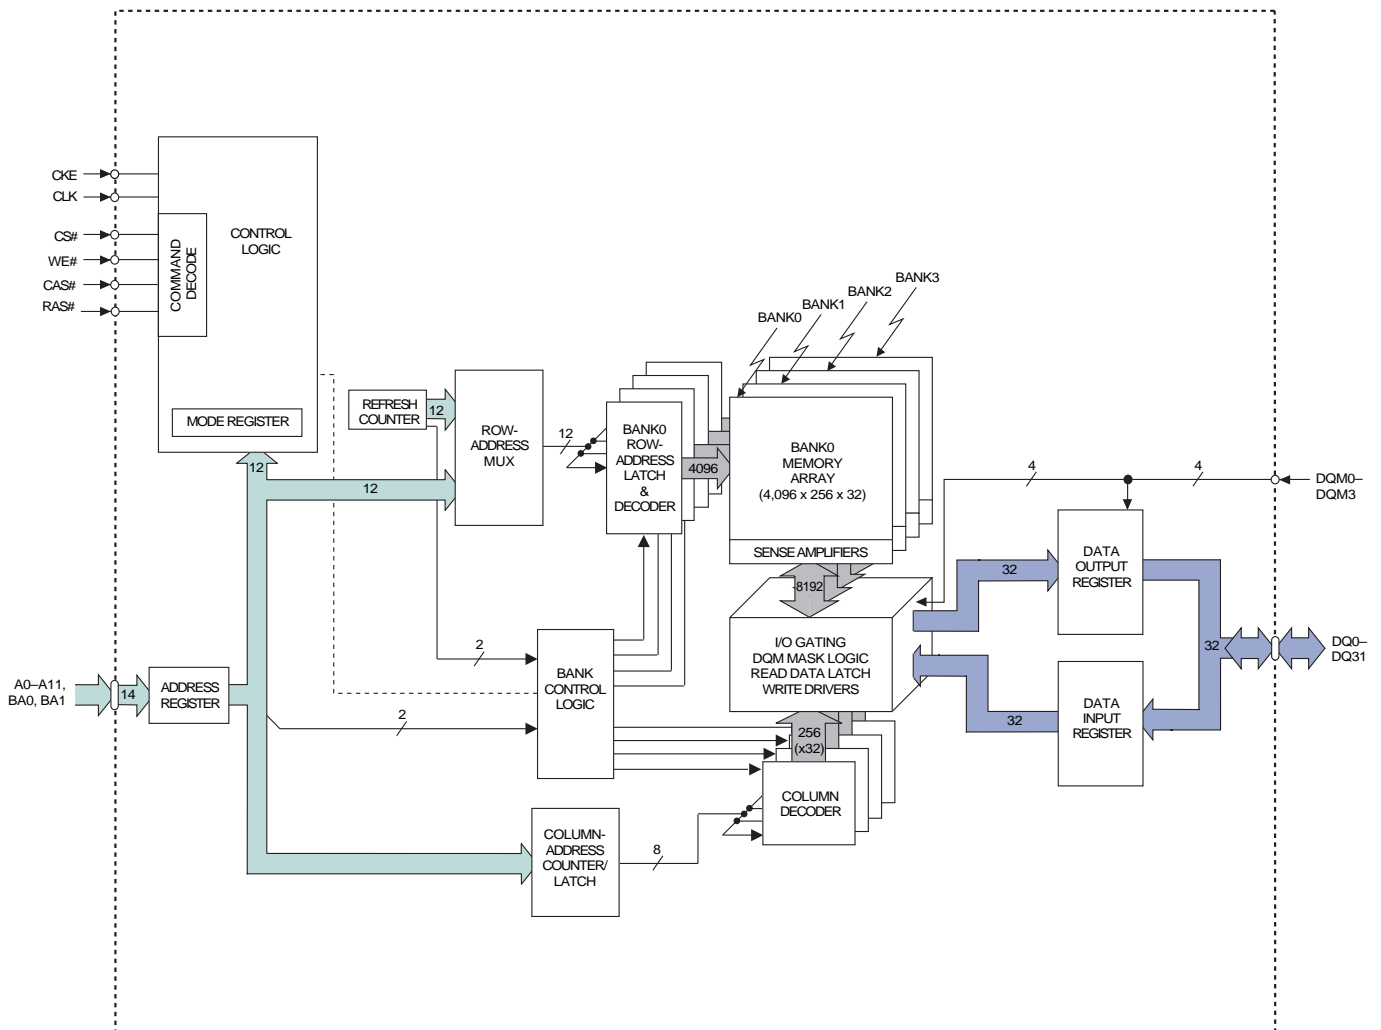 CKE
CLK
CS#
WE#
CAS#
RAS#
COMMAND
DECODE
CONTROL
LOGIC
MODE REGISTER
BANK0
BANK1
BANK2
BANK3
REFRESH
COUNTER
12
ROW-
ADDRESS
MUX
12
BANK0
ROW-
ADDRESS
LATCH
&
DECODER
4096
BANK0
MEMORY
ARRAY
(4,096 x 256 x 32)
SENSE AMPLIFIERS
12
12
4
4
DQM0–
DQM3
8192
I/O GATING
DQM MASK LOGIC
READ DATA LATCH
WRITE DRIVERS
32
DATA
OUTPUT
REGISTER
32
DQ0–
DQ31
32
DATA
INPUT
REGISTER
A0–A11,
BA0, BA1
14
ADDRESS
REGISTER
2
2
BANK
CONTROL
LOGIC
256
(x32)
COLUMN
DECODER
COLUMN-
ADDRESS
COUNTER/
LATCH
8